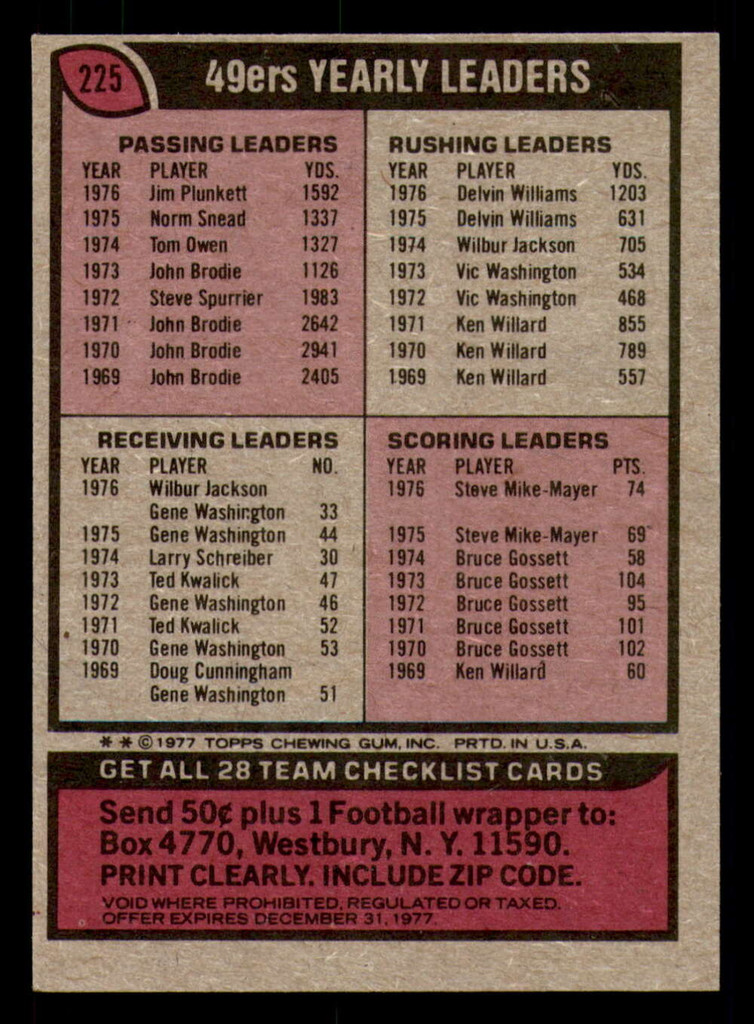 225
49ers YEARLY LEADERS
PASSING LEADERS
YEAR PLAYER YDS.
1976 Jim Plunkett 1592
1975 Norm Snead 1337
1974 Tom Owen 1327
1973 John Brodie 1126
1972 Steve Spurrier 1983
1971 John Brodie 2642
1970 John Brodie 2941
1969 John Brodie 2405
RUSHING LEADERS
YEAR PLAYER YDS.
1976 Delvin Williams 1203
1975 Delvin Williams 631
1974 Wilbur Jackson 705
1973 Vic Washington 534
1972 Vic Washington 468
1971 Ken Willard 855
1970 Ken Willard 789
1969 Ken Willard 557
RECEIVING LEADERS
YEAR PLAYER NO.
1976 Wilbur Jackson
Gene Washington 33
1975 Gene Washington 44
1974 Larry Schreiber 30
1973 Ted Kwalick 47
1972 Gene Washington 46
1971 Ted Kwalick 52
1970 Gene Washington 53
1969 Doug Cunningham
Gene Washington 51
SCORING LEADERS
YEAR PLAYER PTS.
1976 Steve Mike-Mayer 74
1975 Steve Mike-Mayer 69
1974 Bruce Gossett 58
1973 Bruce Gossett 104
1972 Bruce Gossett 95
1971 Bruce Gossett 101
1970 Bruce Gossett 102
1969 Ken Willard 60
* * © 1977 TOPPS CHEWING GUM, INC. PRTD. IN U.S.A.
GET ALL 28 TEAM CHECKLIST CARDS
Send 50¢ plus 1 Football wrapper to:
Box 4770, Westbury, N. Y. 11590.
PRINT CLEARLY. INCLUDE ZIP CODE.
VOID WHERE PROHIBITED, REGULATED OR TAXED.
OFFER EXPIRES DECEMBER 31, 1977.